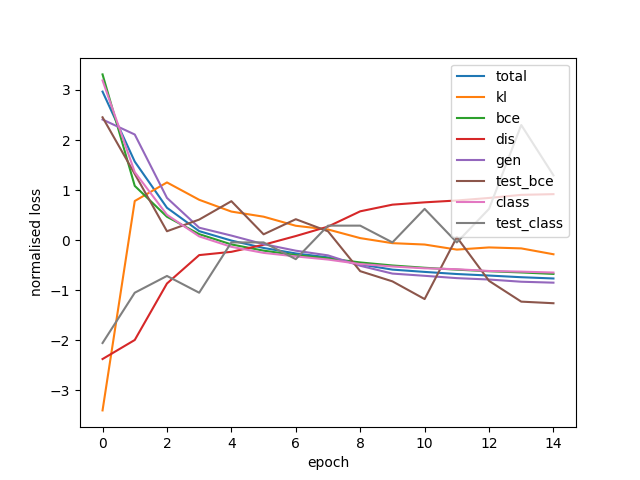 3
2
1
0
−1
−2
−3
normalised loss
0
2
4
6
8
10
12
14
epoch
total
kl
bce
dis
gen
test_bce
class
test_class